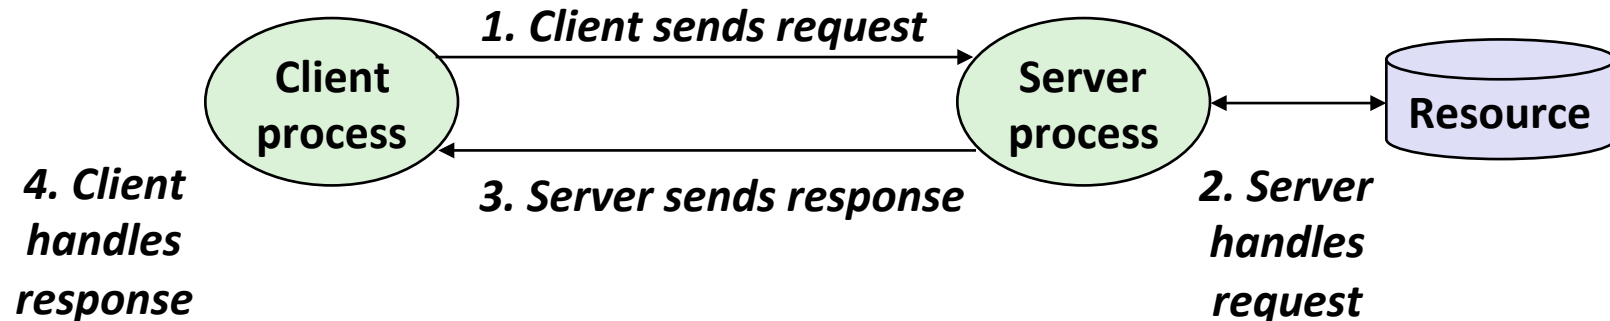 1. Client sends request
Client
process
Server
process
Resource
3. Server sends response
4. Client
handles
response
2. Server
handles
request